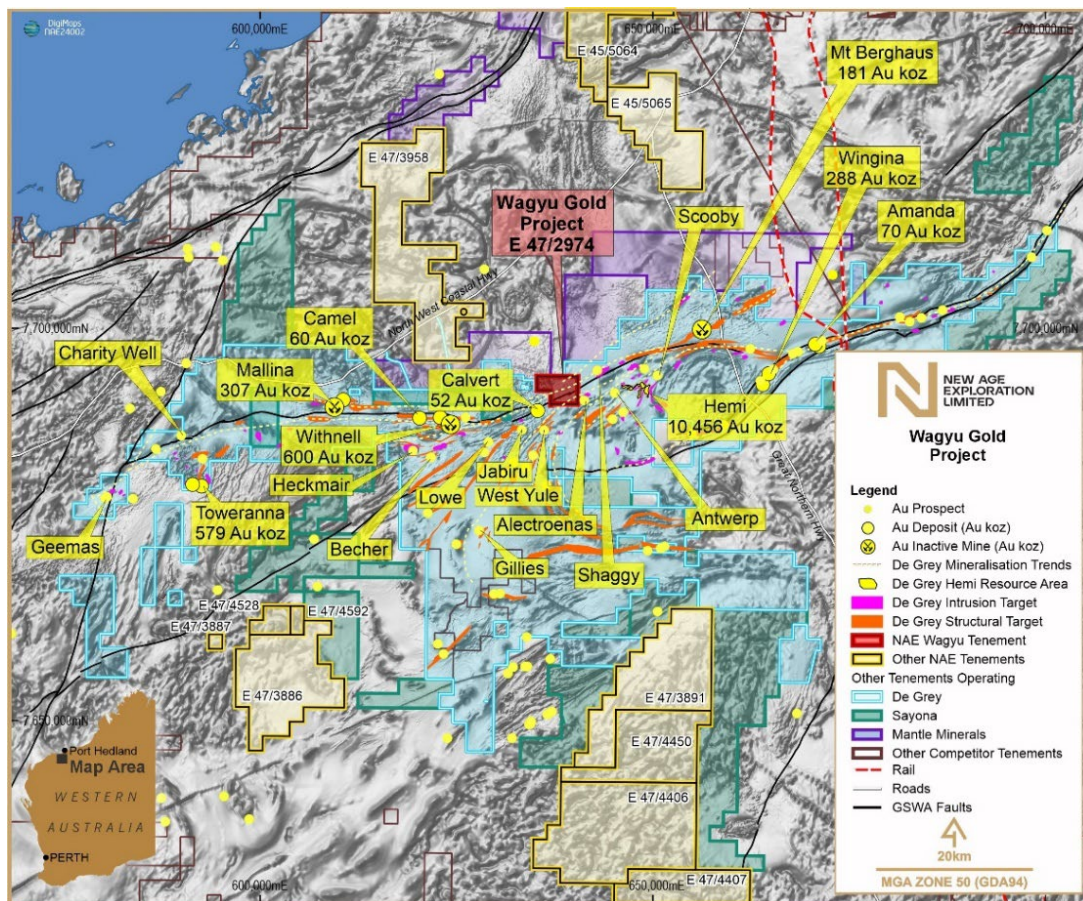 DigiMaps
NAE24002
600,000mE
650,000mE
700,000mE
E 45/5064
E 45/5065
E 47/3958
Mt Berghaus
181 Au koz
Wingina
288 Au koz
Amanda
70 Au koz
Scooby
Wagyu Gold
Project
E 47/2974
North West Coastal Hwy
7,700,000mN
7,700,000mN
Camel
60 Au koz
Charity Well
Mallina
307 Au koz
Calvert
52 Au koz
Hemi
10,456 Au koz
Withnell
600 Au koz
Jabiru
Heckmair
Lowe
West Yule
Great Northern Hwy
Toweranna
579 Au koz
Alectroenas
Antwerp
Geemas
Becher
Gillies
Shaggy
E 47/4528
E 47/4592
E 47/3887
E 47/3886
E 47/3891
E 47/4450
E 47/4406
E 47/4407
7,650,000mN
600,000mE
650,000mE
Port Hedland
Map Area
WESTERN
AUSTRALIA
PERTH
N
NEW AGE
EXPLORATION
LIMITED
Wagyu Gold
Project
Legend
Au Prospect
Au Deposit (Au koz)
Au Inactive Mine (Au koz)
De Grey Mineralisation Trends
De Grey Hemi Resource Area
De Grey Intrusion Target
De Grey Structural Target
NAE Wagyu Tenement
Other NAE Tenements
Other Tenements Operating
De Grey
Sayona
Mantle Minerals
Other Competitor Tenements
Rail
Roads
GSWA Faults
20km
MGA ZONE 50 (GDA94)